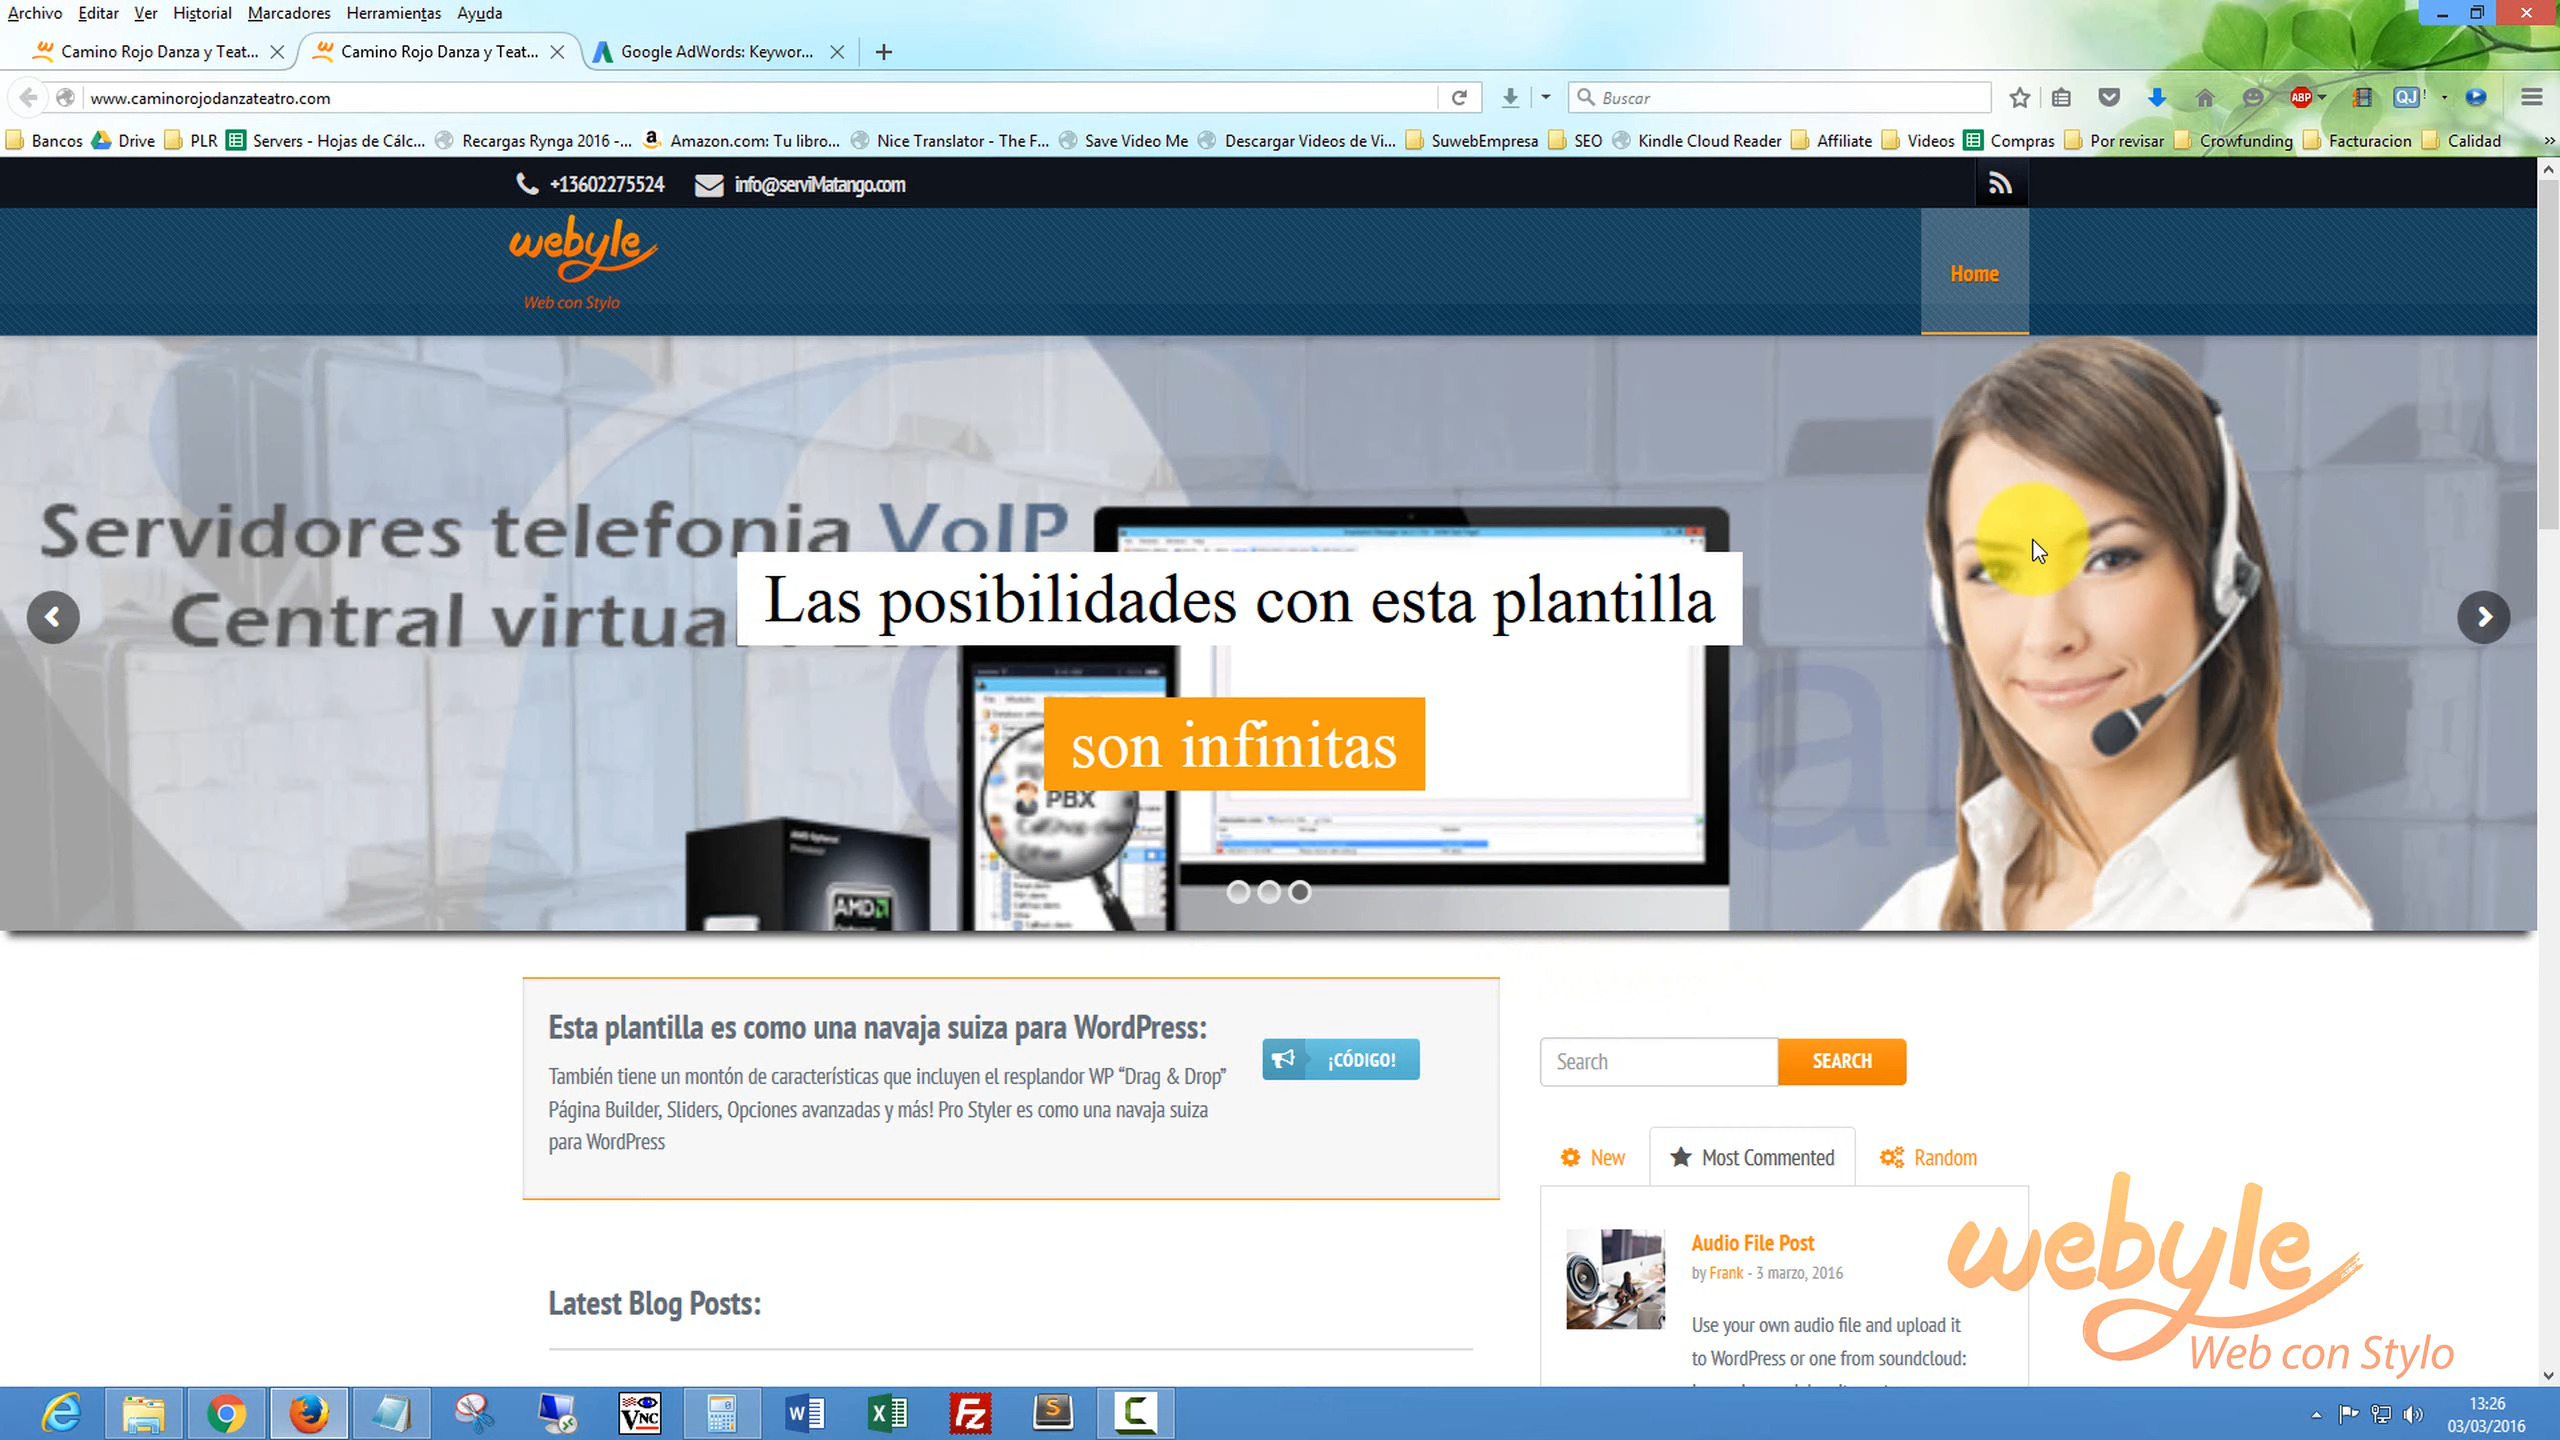 Archivo Editar Ver Historial Marcadores Herramientas Ayuda
Camino Rojo Danza y Teat... Camino Rojo Danza y Teat... Google AdWords: Keywor...
www.caminorojodanzateatro.com Buscar ABP QJ !
Bancos Drive PLR Servers - Hojas de Cálc... Recargas Rynga 2016 -... Amazon.com: Tu libro... Nice Translator - The F... Save Video Me Descargar Videos de Vi... SuwebEmpresa SEO Kindle Cloud Reader Affiliate Videos Compras Por revisar Crowfunding Facturacion Calidad
+13602275524 info@serviMatango.com
webyle
Web con Stylo
Home
Servidores telefonia VoIP
Central virtua
Las posibilidades con esta plantilla
son infinitas
PBX
AMD
Esta plantilla es como una navaja suiza para WordPress:
También tiene un montón de características que incluyen el resplandor WP “Drag & Drop”
Página Builder, Sliders, Opciones avanzadas y más! Pro Styler es como una navaja suiza
para WordPress
¡CÓDIGO!
Search SEARCH
New Most Commented Random
Audio File Post
by Frank - 3 marzo, 2016
Use your own audio file and upload it
to WordPress or one from soundcloud:
Latest Blog Posts:
webyle
Web con Stylo
13:26
03/03/2016